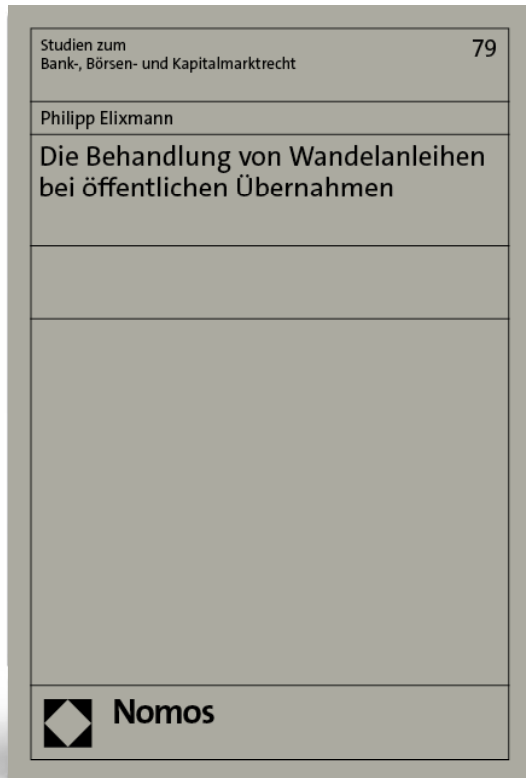 Studien zum
79
Bank-, Börsen- und Kapitalmarktrecht
Philipp Elixmann
Die Behandlung von Wandelanleihen
bei öffentlichen Übernahmen
Nomos